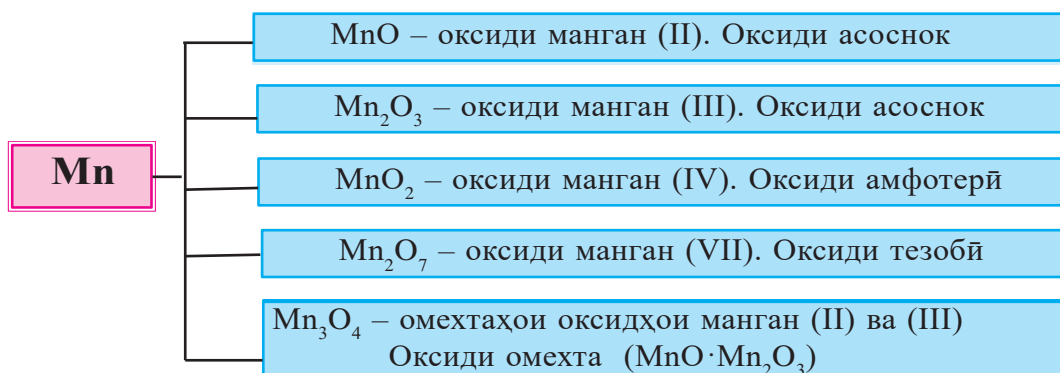 MnO – оксиди манган (II). Оксиди асоснок
Mn₂O₃ – оксиди манган (III). Оксиди асоснок
Mn
MnO₂ – оксиди манган (IV). Оксиди амфотерӣ
Mn₂O₇ – оксиди манган (VII). Оксиди тезобӣ
Mn₃O₄ – омехтаҳои оксидҳои манган (II) ва (III)
Оксиди омехта (MnO·Mn₂O₃)